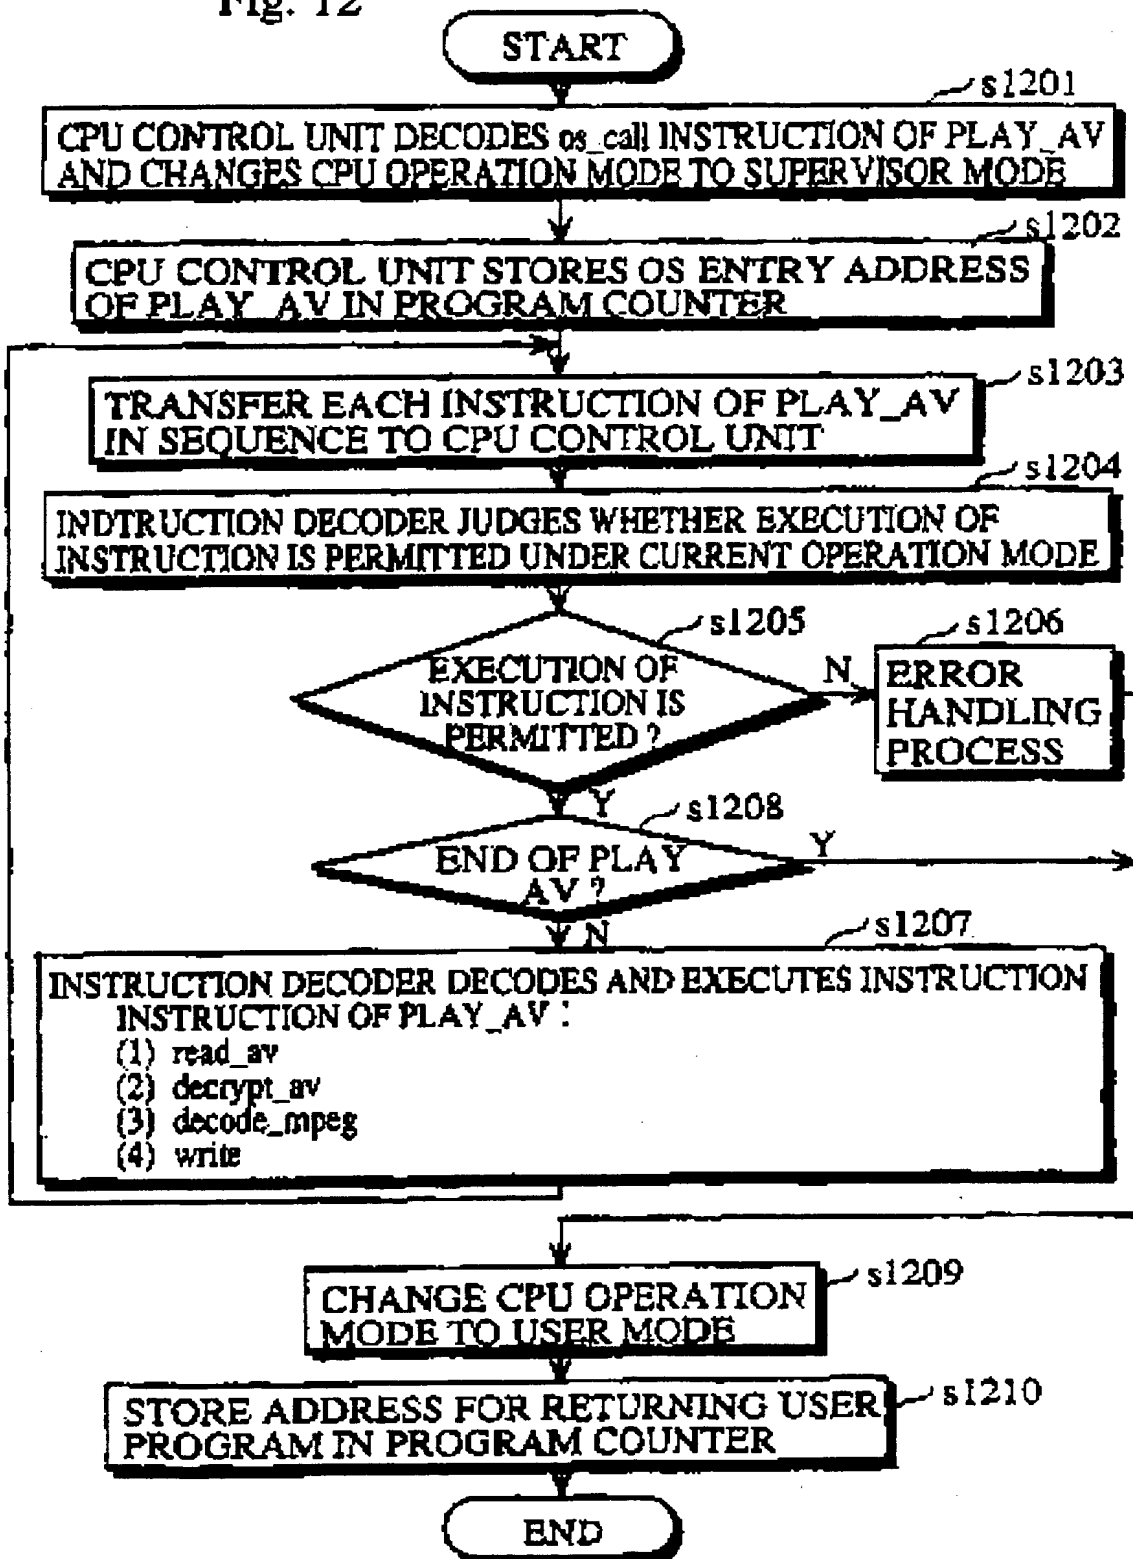 Fig. 12
START
s1201
CPU CONTROL UNIT DECODES os_call INSTRUCTION OF PLAY_AV
AND CHANGES CPU OPERATION MODE TO SUPERVISOR MODE
s1202
CPU CONTROL UNIT STORES OS ENTRY ADDRESS
OF PLAY_AV IN PROGRAM COUNTER
s1203
TRANSFER EACH INSTRUCTION OF PLAY_AV
IN SEQUENCE TO CPU CONTROL UNIT
s1204
INDTRUCTION DECODER JUDGES WHETHER EXECUTION OF
INSTRUCTION IS PERMITTED UNDER CURRENT OPERATION MODE
s1205
EXECUTION OF
INSTRUCTION IS
PERMITTED ?
N
s1206
ERROR
HANDLING
PROCESS
Y
s1208
END OF PLAY
AV ?
Y
N
s1207
INSTRUCTION DECODER DECODES AND EXECUTES INSTRUCTION
INSTRUCTION OF PLAY_AV :
(1) read_av
(2) decrypt_av
(3) decode_mpeg
(4) write
s1209
CHANGE CPU OPERATION
MODE TO USER MODE
s1210
STORE ADDRESS FOR RETURNING USER
PROGRAM IN PROGRAM COUNTER
END